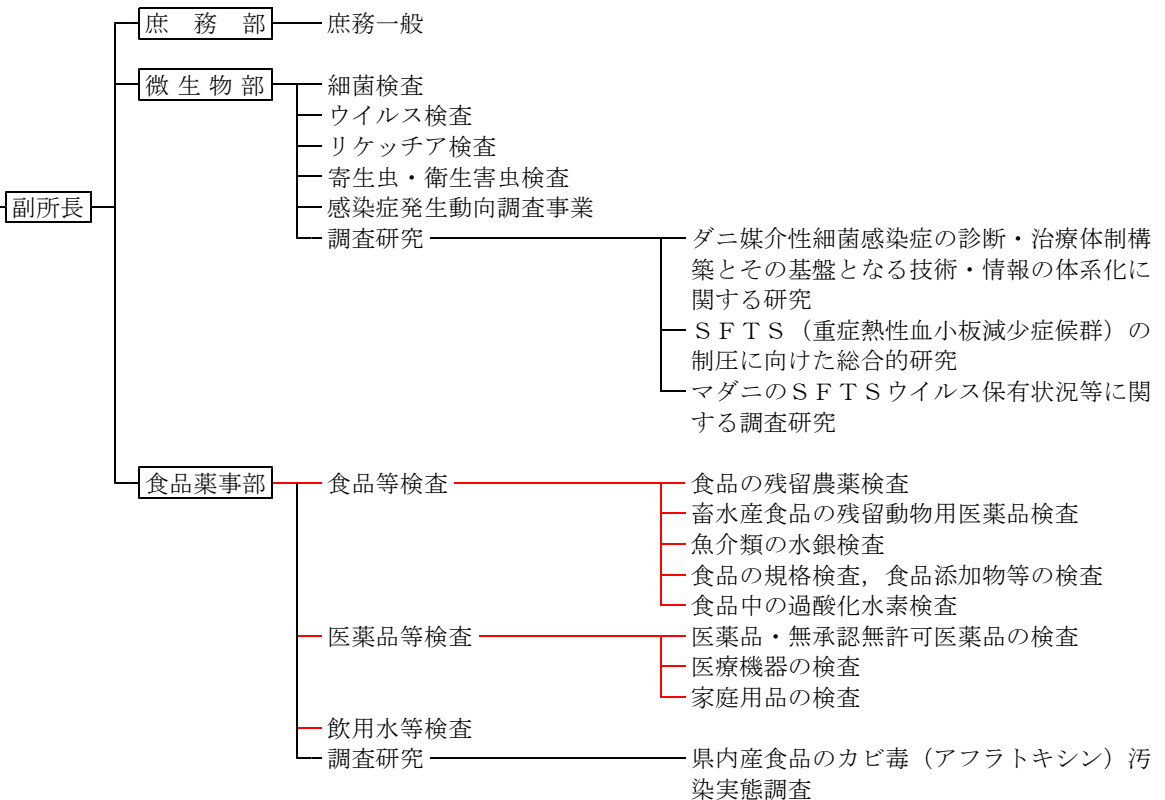 庶務部 庶務一般
微生物部 細菌検査
ウイルス検査
リケッチア検査
寄生虫・衛生害虫検査
副所長 感染症発生動向調査事業
調査研究 ダニ媒介性細菌感染症の診断・治療体制構
築とその基盤となる技術・情報の体系化に
関する研究
ＳＦＴＳ（重症熱性血小板減少症候群）の
制圧に向けた総合的研究
マダニのＳＦＴＳウイルス保有状況等に関
する調査研究
食品薬事部 食品等検査 食品の残留農薬検査
畜水産食品の残留動物用医薬品検査
魚介類の水銀検査
食品の規格検査，食品添加物等の検査
食品中の過酸化水素検査
医薬品等検査 医薬品・無承認無許可医薬品の検査
医療機器の検査
家庭用品の検査
飲用水等検査
調査研究 県内産食品のカビ毒（アフラトキシン）汚
染実態調査